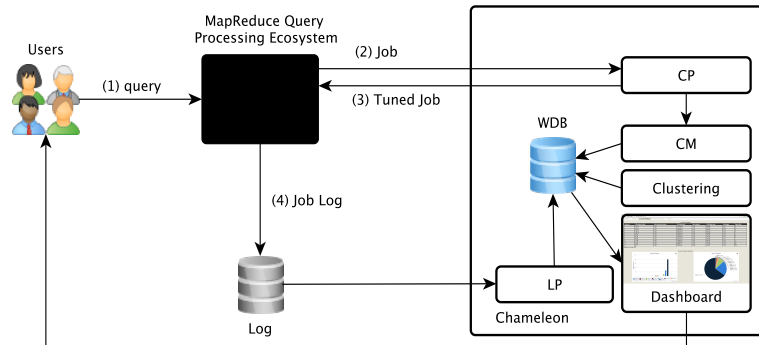 MapReduce Query
Processing Ecosystem
Users
(1) query
(2) Job
(3) Tuned Job
CP
WDB
CM
Clustering
(4) Job Log
LP
Dashboard
Chameleon
Log